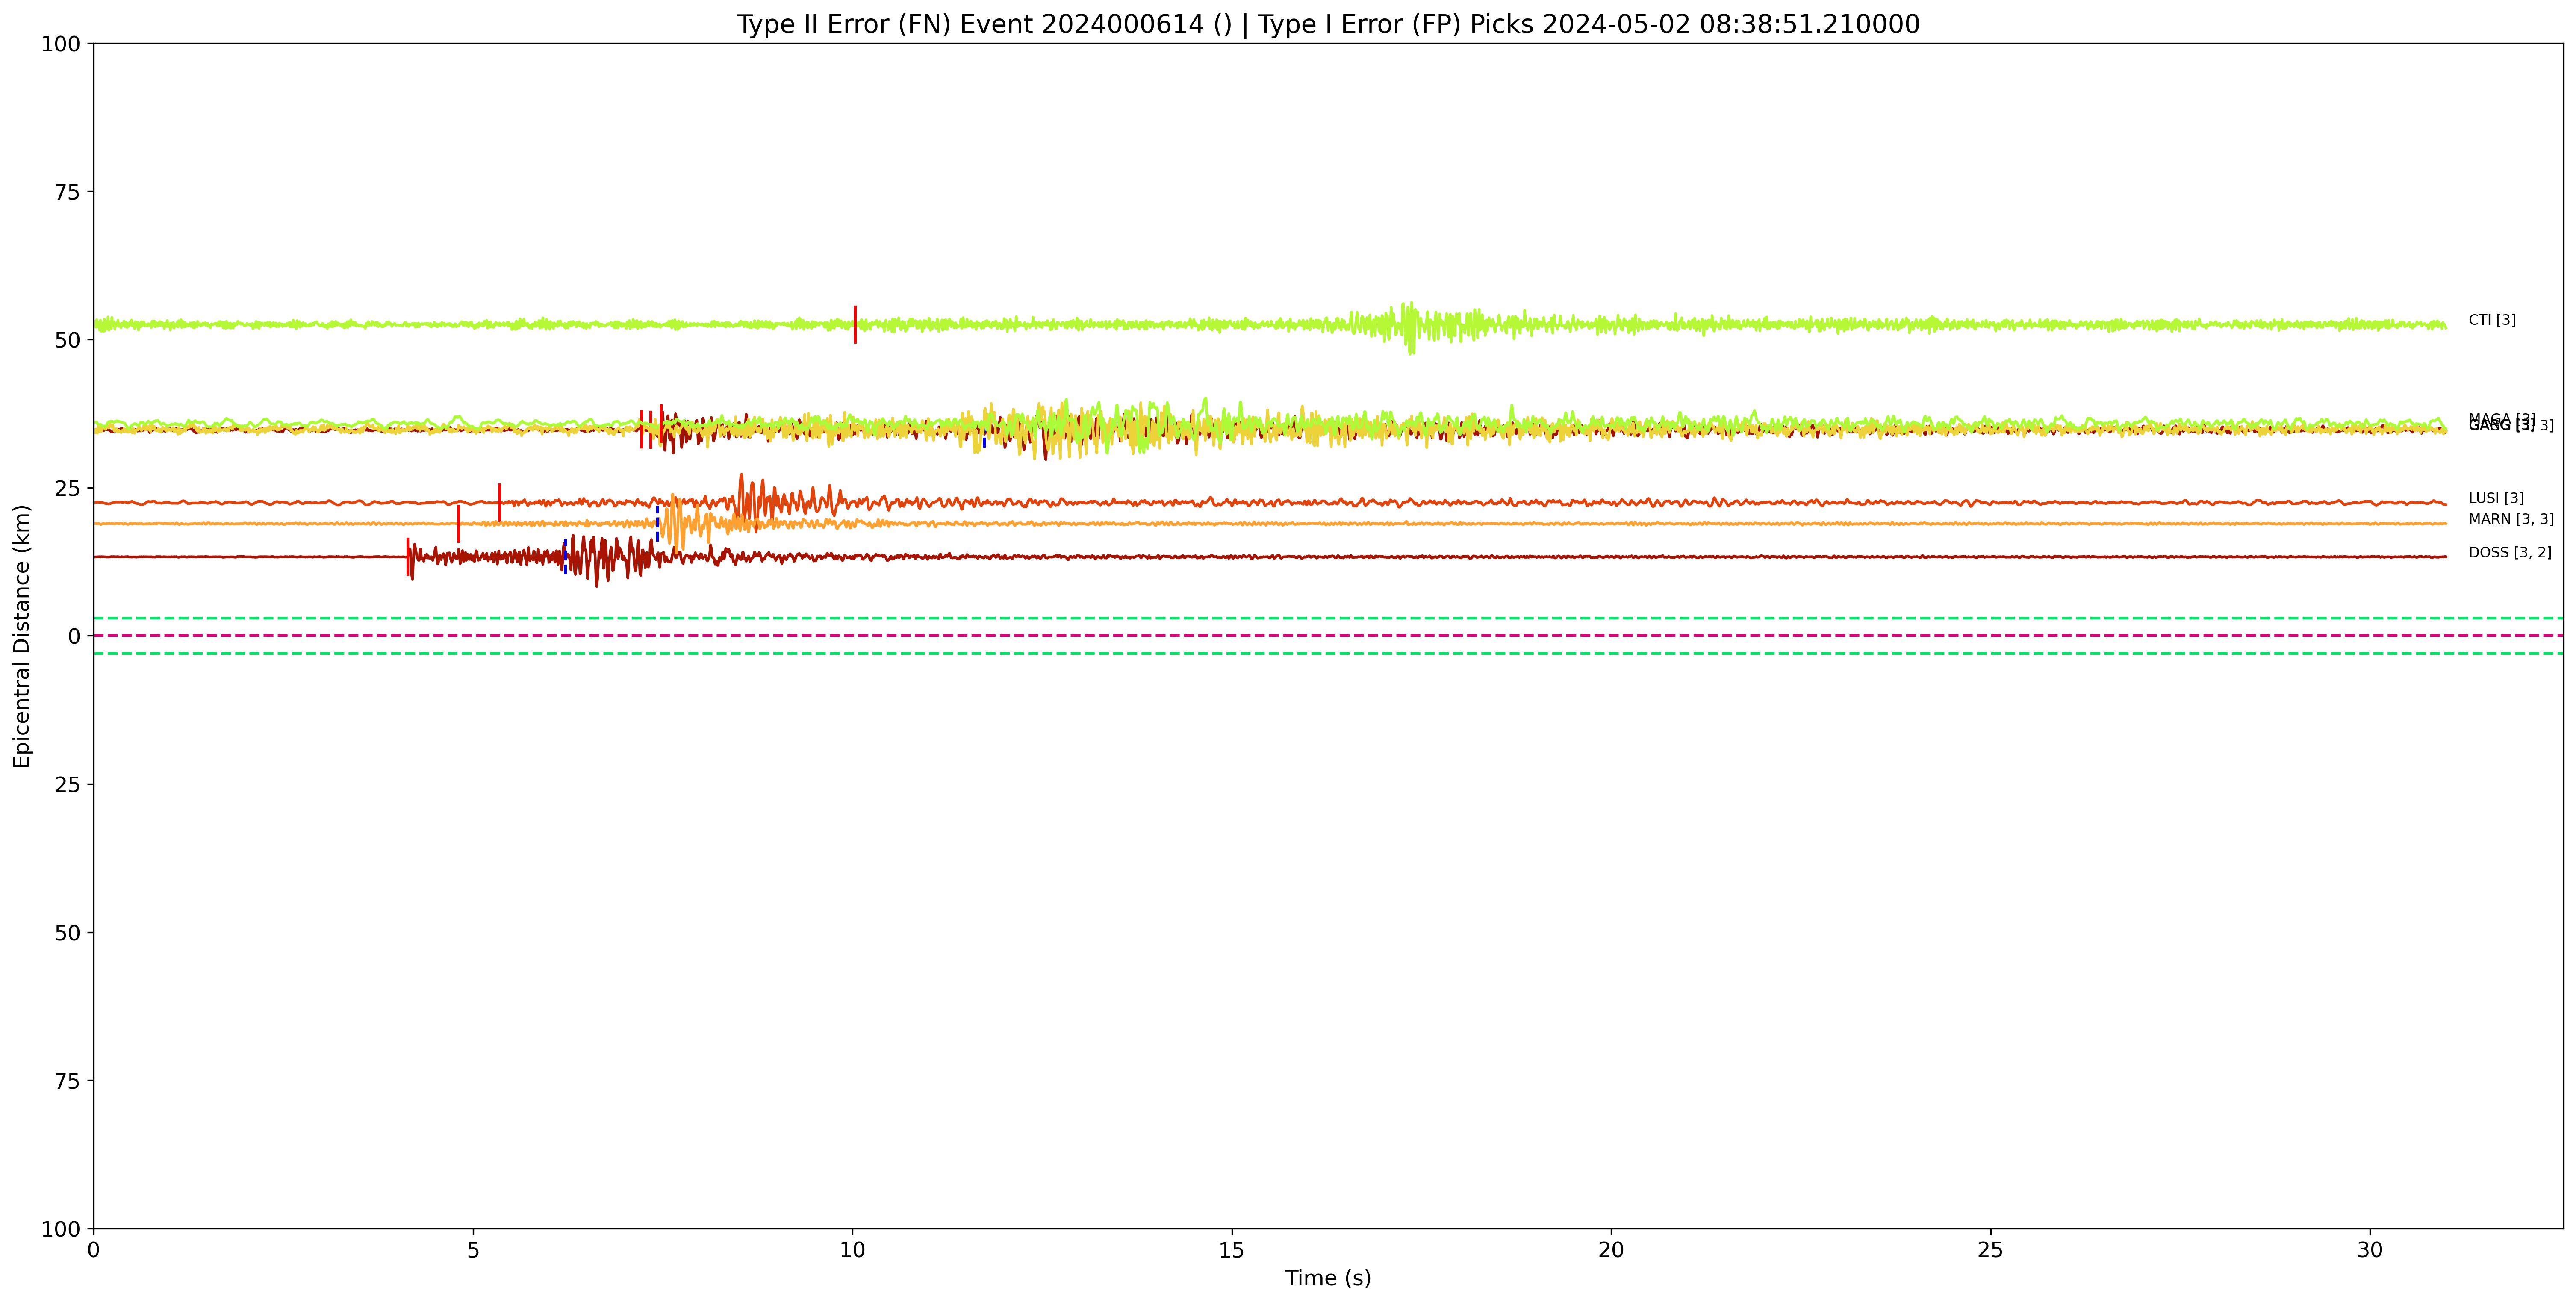 Type II Error (FN) Event 2024000614 () | Type I Error (FP) Picks 2024-05-02 08:38:51.210000
100
75
50
25
0
25
50
75
100
Epicentral Distance (km)
CTI [3]
MAGA [3]
LUSI [3]
MARN [3, 3]
DOSS [3, 2]
0
5
10
15
20
25
30
Time (s)